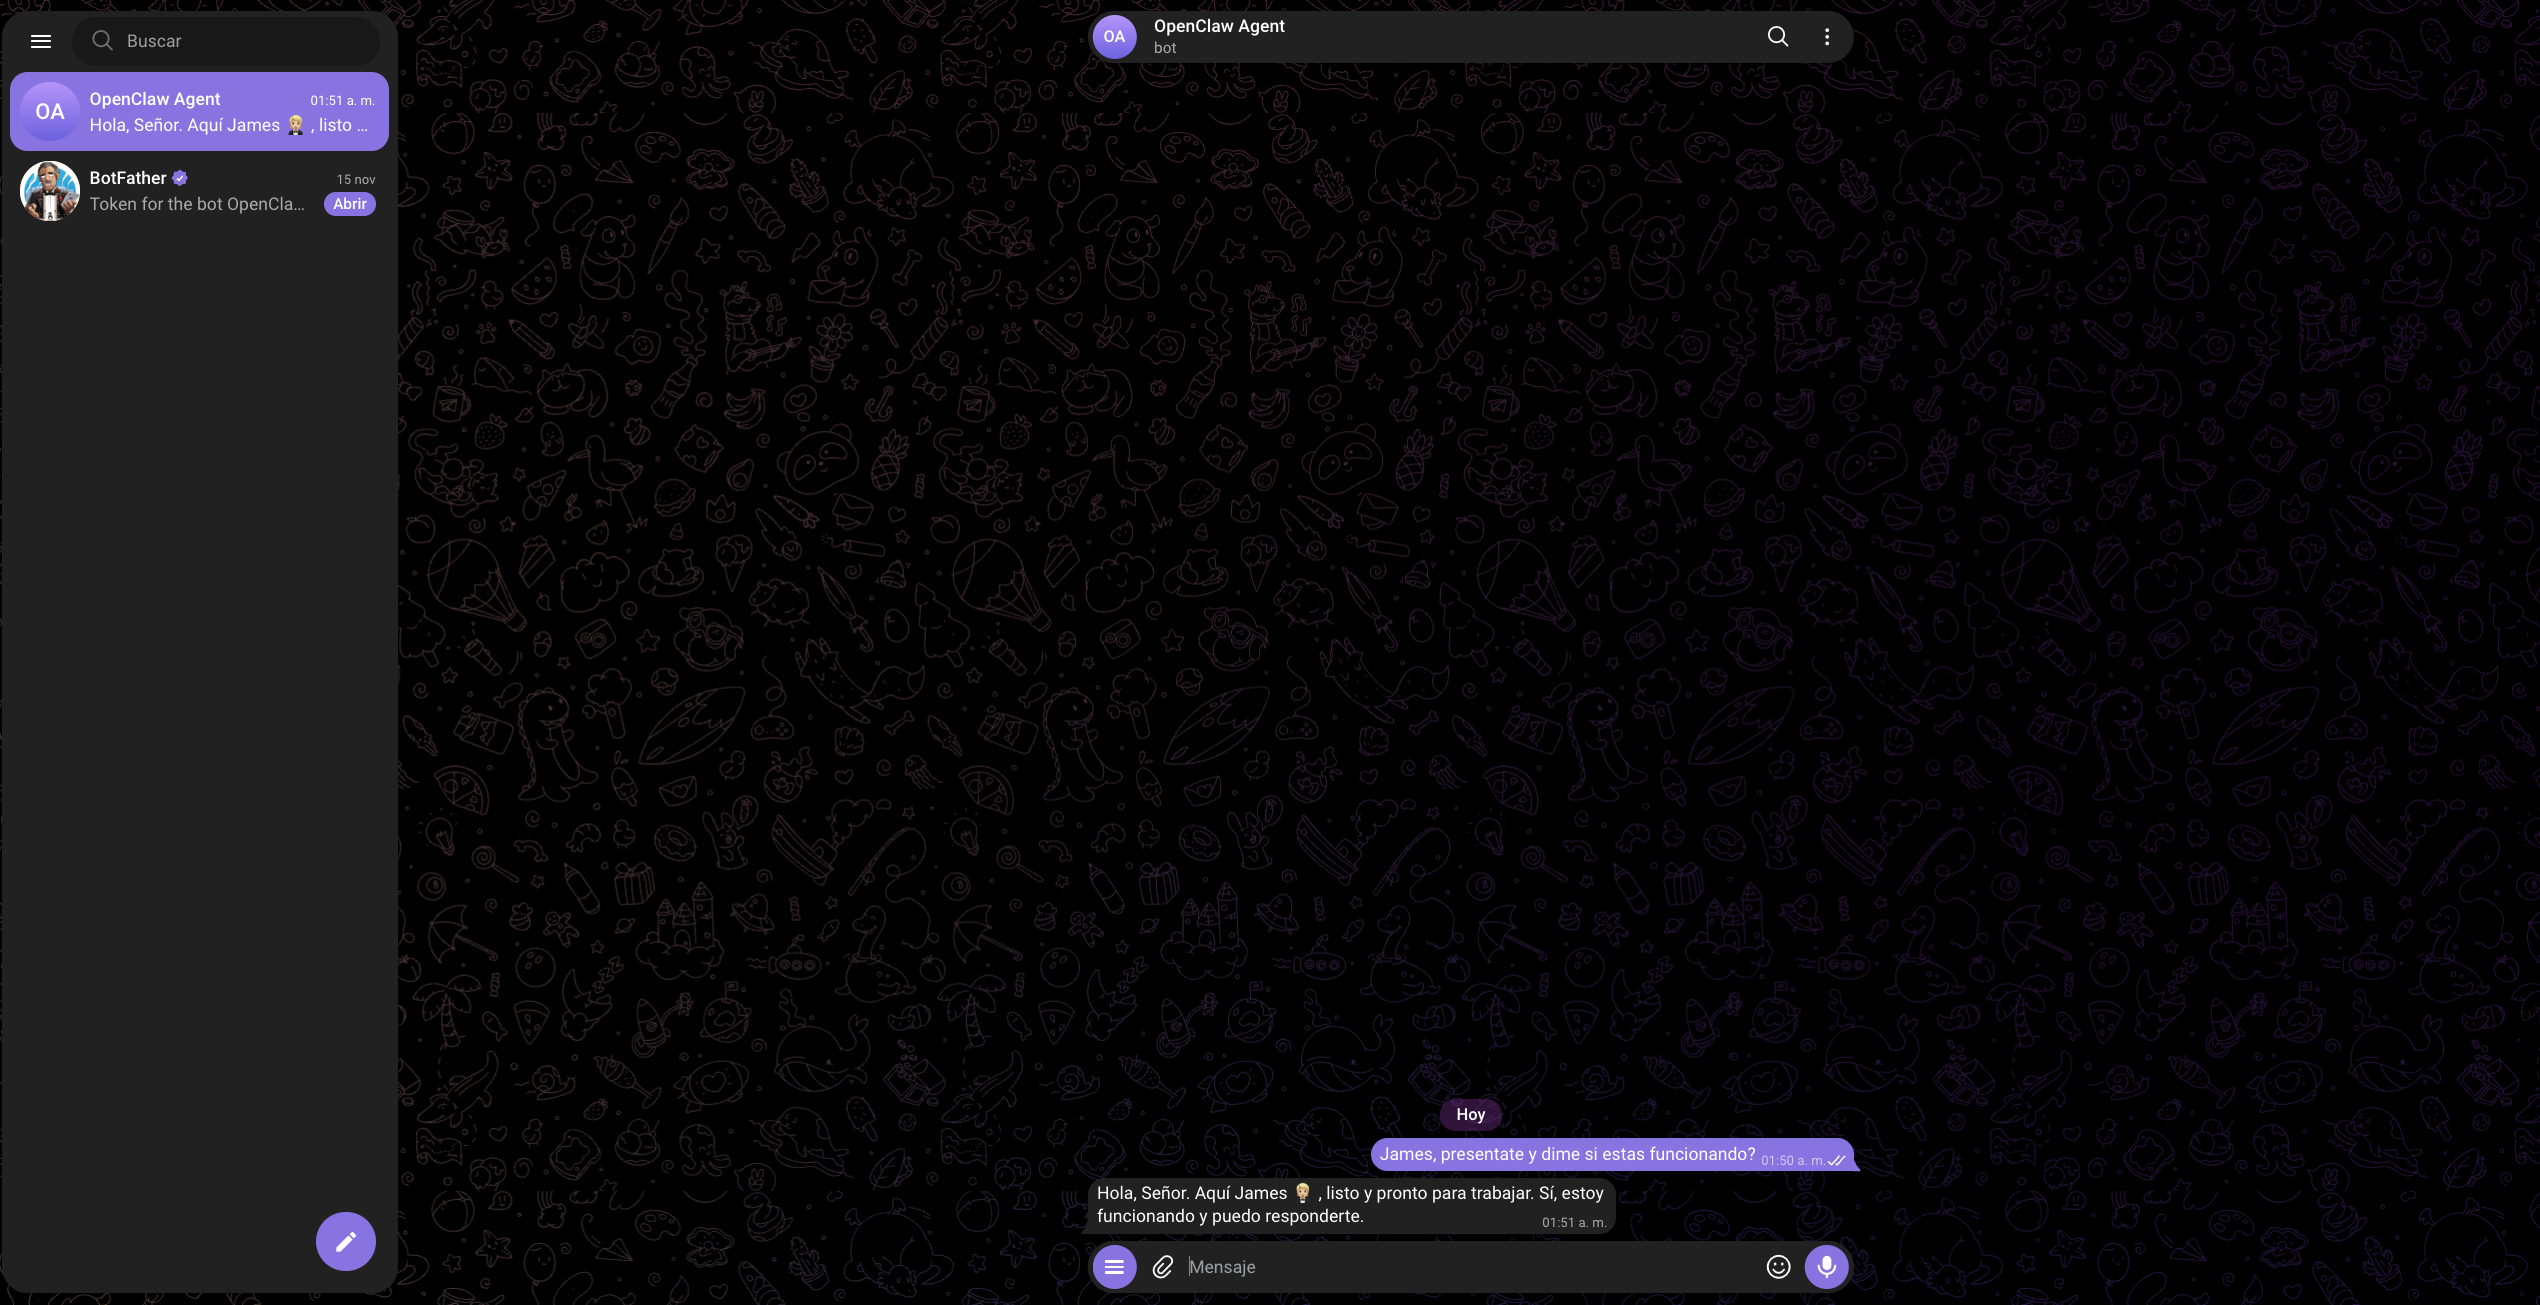 Buscar
OA
OpenClaw Agent
01:51 a. m.
Hola, Señor. Aquí James 🤵🏼, listo ...
BotFather
15 nov
Token for the bot OpenCla...
Abrir
OA
OpenClaw Agent
bot
Hoy
James, presentate y dime si estas funcionando? 01:50 a. m.
Hola, Señor. Aquí James 🤵🏼, listo y pronto para trabajar. Sí, estoy
funcionando y puedo responderte. 01:51 a. m.
Mensaje